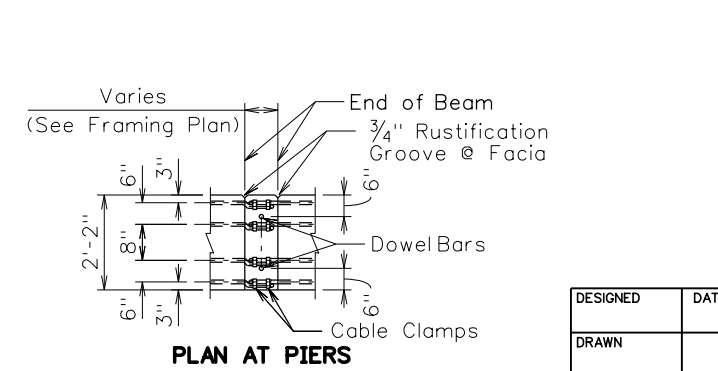 Varies
(See Framing Plan)
End of Beam
3/4" Rustification
Groove @ Facia
6"
3"
6"
2'-2"
8"
Dowel Bars
6"
3"
6"
Cable Clamps
PLAN AT PIERS
DESIGNED
DAT
DRAWN